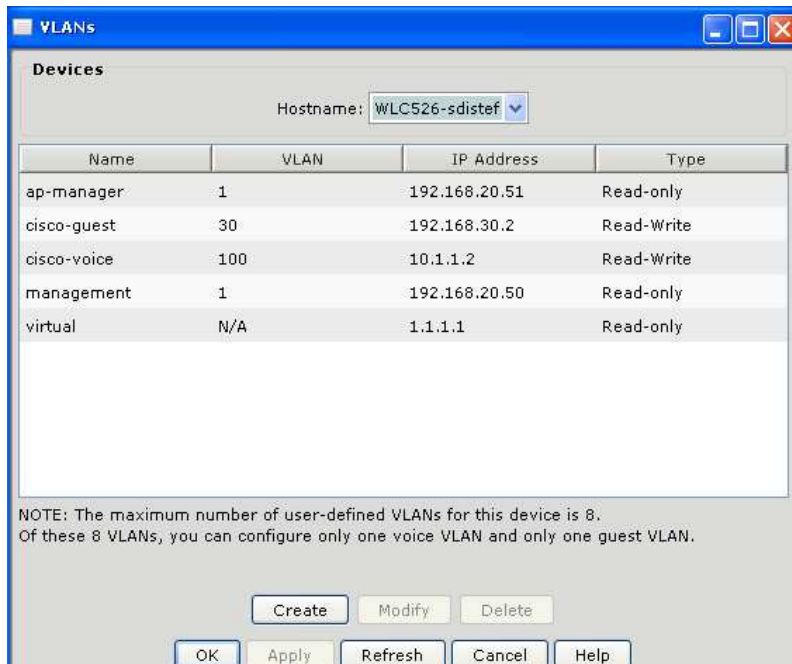 VLANs
Devices
Hostname: WLC526-sdistef
Name VLAN IP Address Type
ap-manager 1 192.168.20.51 Read-only
cisco-guest 30 192.168.30.2 Read-Write
cisco-voice 100 10.1.1.2 Read-Write
management 1 192.168.20.50 Read-only
virtual N/A 1.1.1.1 Read-only
NOTE: The maximum number of user-defined VLANs for this device is 8.
Of these 8 VLANs, you can configure only one voice VLAN and only one guest VLAN.
Create Modify Delete
OK Apply Refresh Cancel Help